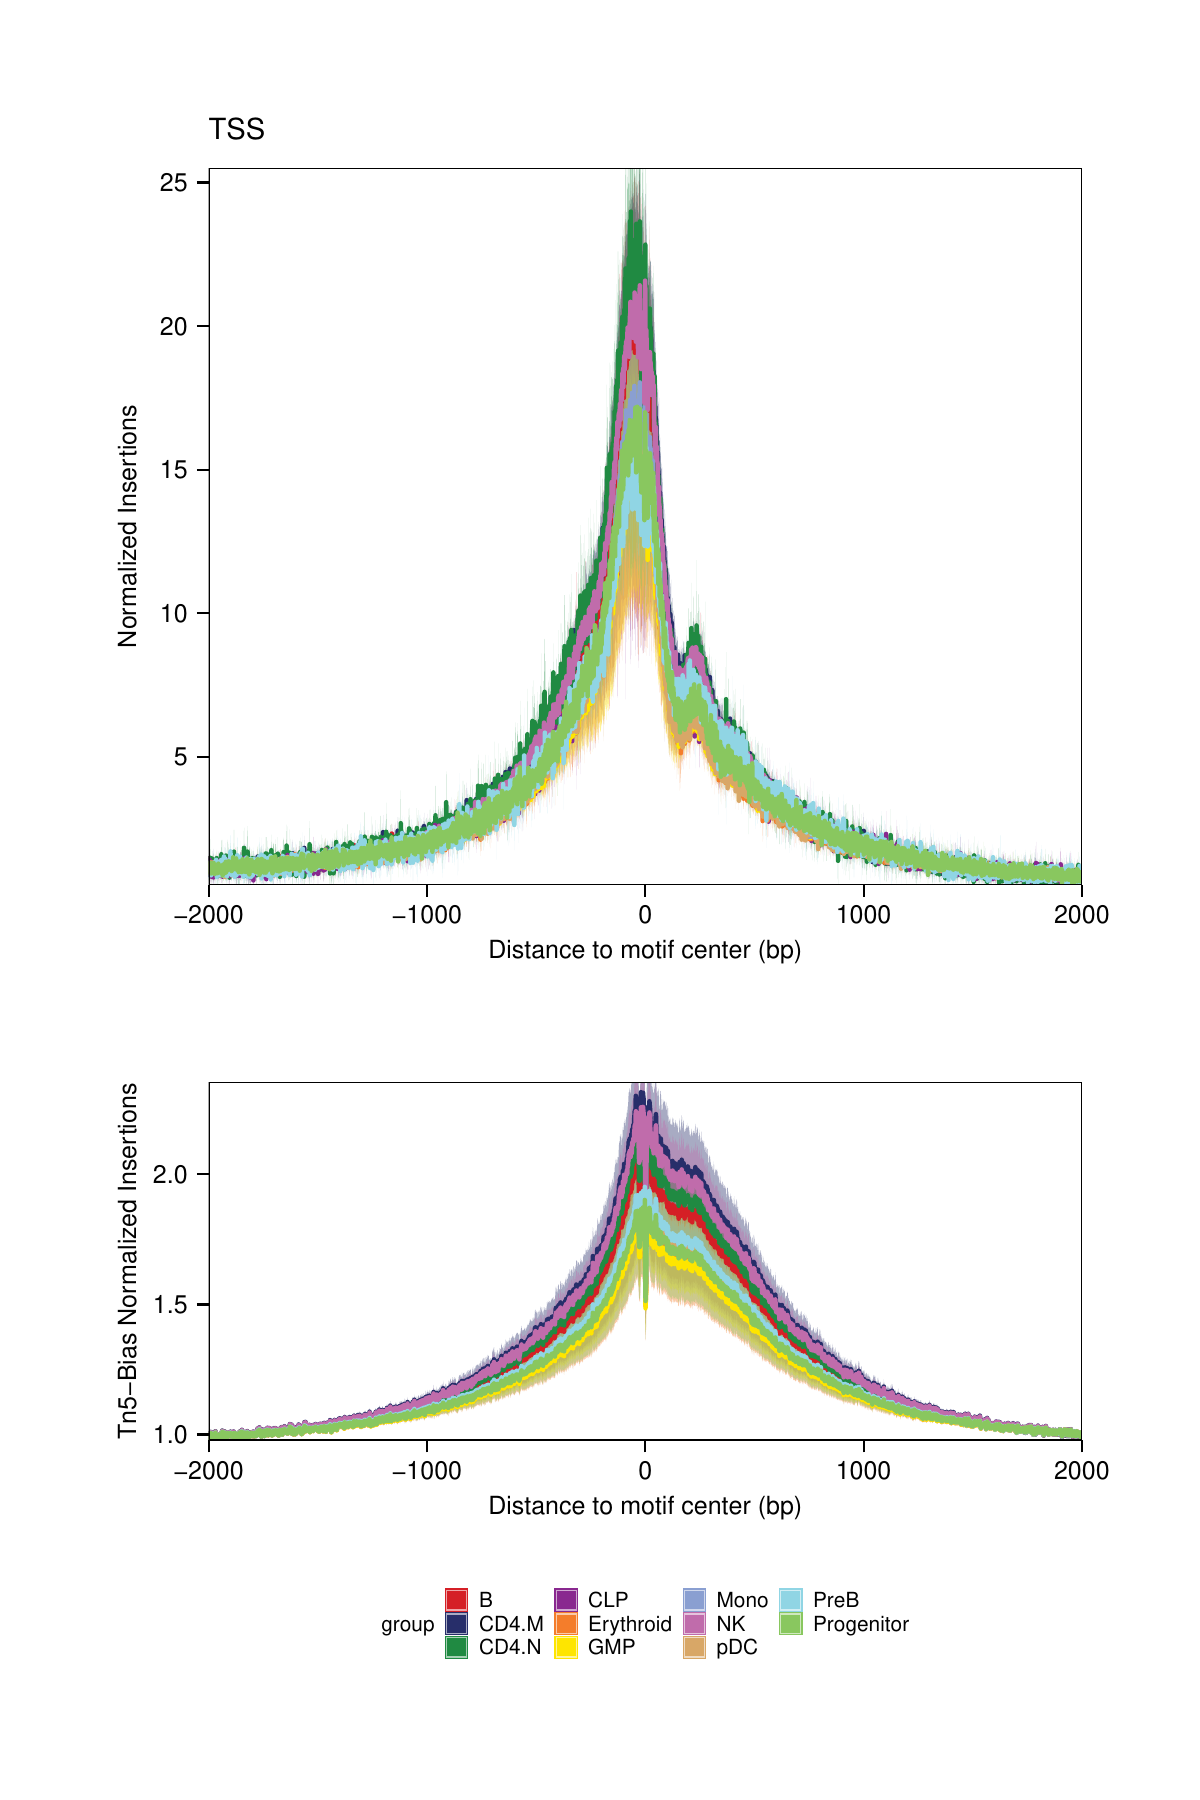 TSS
25
20
15
10
5
Normalized Insertions
−2000 −1000 0 1000 2000
Distance to motif center (bp)
2.0
1.5
1.0
Tn5−Bias Normalized Insertions
−2000 −1000 0 1000 2000
Distance to motif center (bp)
B CLP Mono PreB
group CD4.M Erythroid NK Progenitor
CD4.N GMP pDC